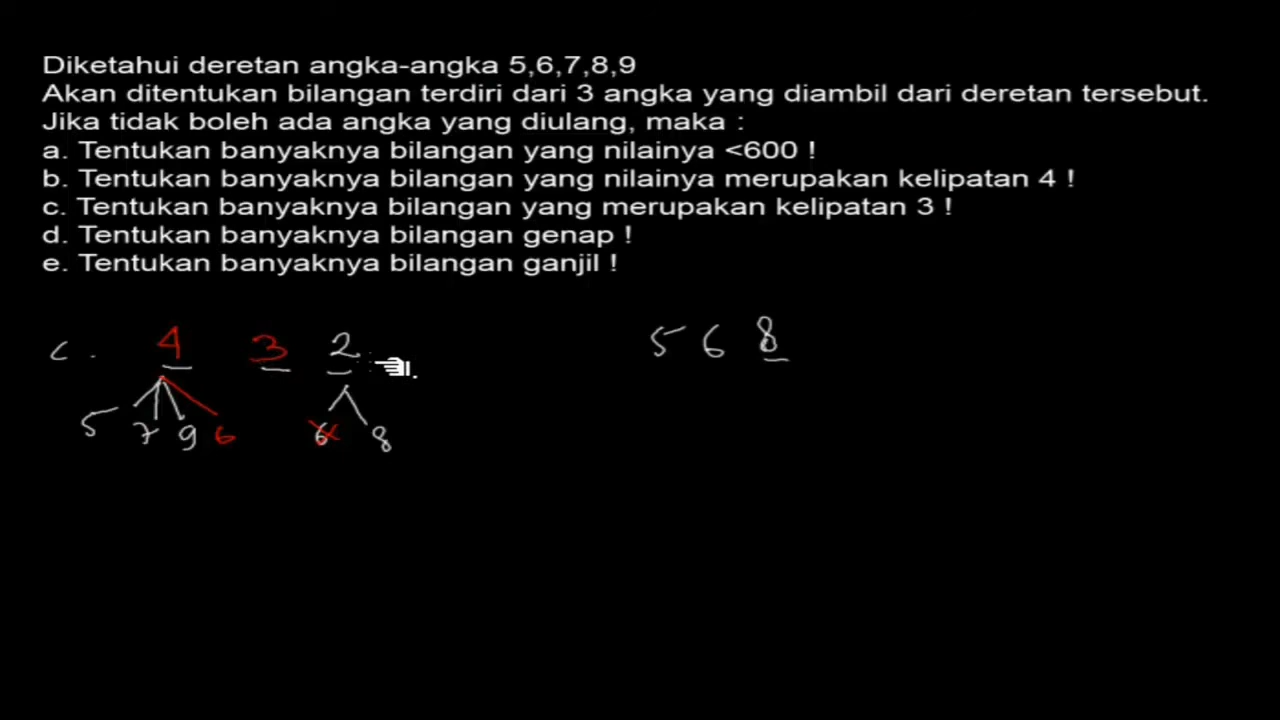 Diketahui deretan angka-angka 5,6,7,8,9
Akan ditentukan bilangan terdiri dari 3 angka yang diambil dari deretan tersebut.
Jika tidak boleh ada angka yang diulang, maka :
a. Tentukan banyaknya bilangan yang nilainya <600 !
b. Tentukan banyaknya bilangan yang nilainya merupakan kelipatan 4 !
c. Tentukan banyaknya bilangan yang merupakan kelipatan 3 !
d. Tentukan banyaknya bilangan genap !
e. Tentukan banyaknya bilangan ganjil !
c. 4 3 2 5 6 8
5 7 9 6 6 8